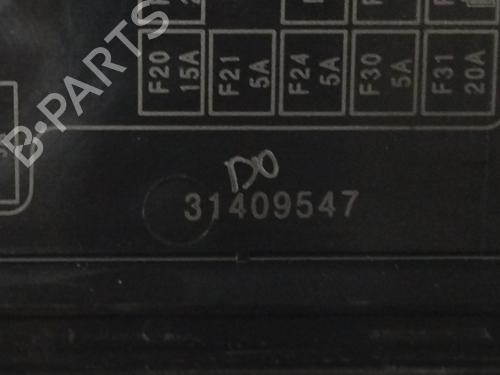 F20 15A
F21 5A
F24 5A
F30 5A
F31 20A
DO
31409547
B-PARTS